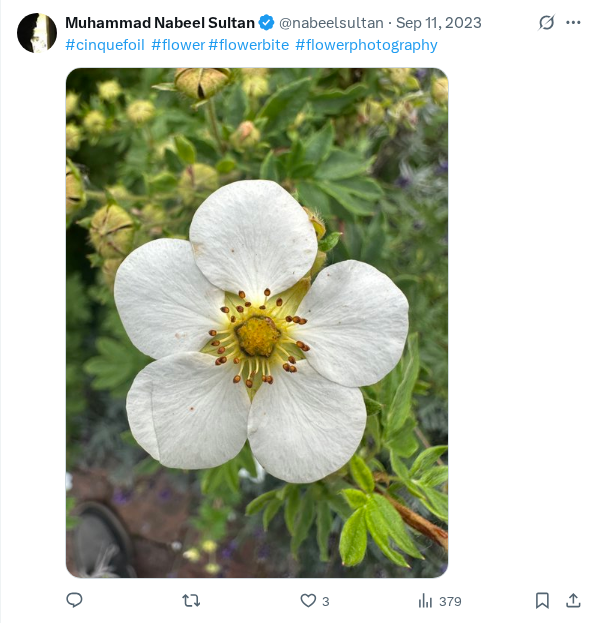 Muhammad Nabeel Sultan @nabeelsultan · Sep 11, 2023
#cinquefoil #flower #flowerbite #flowerphotography
3 379